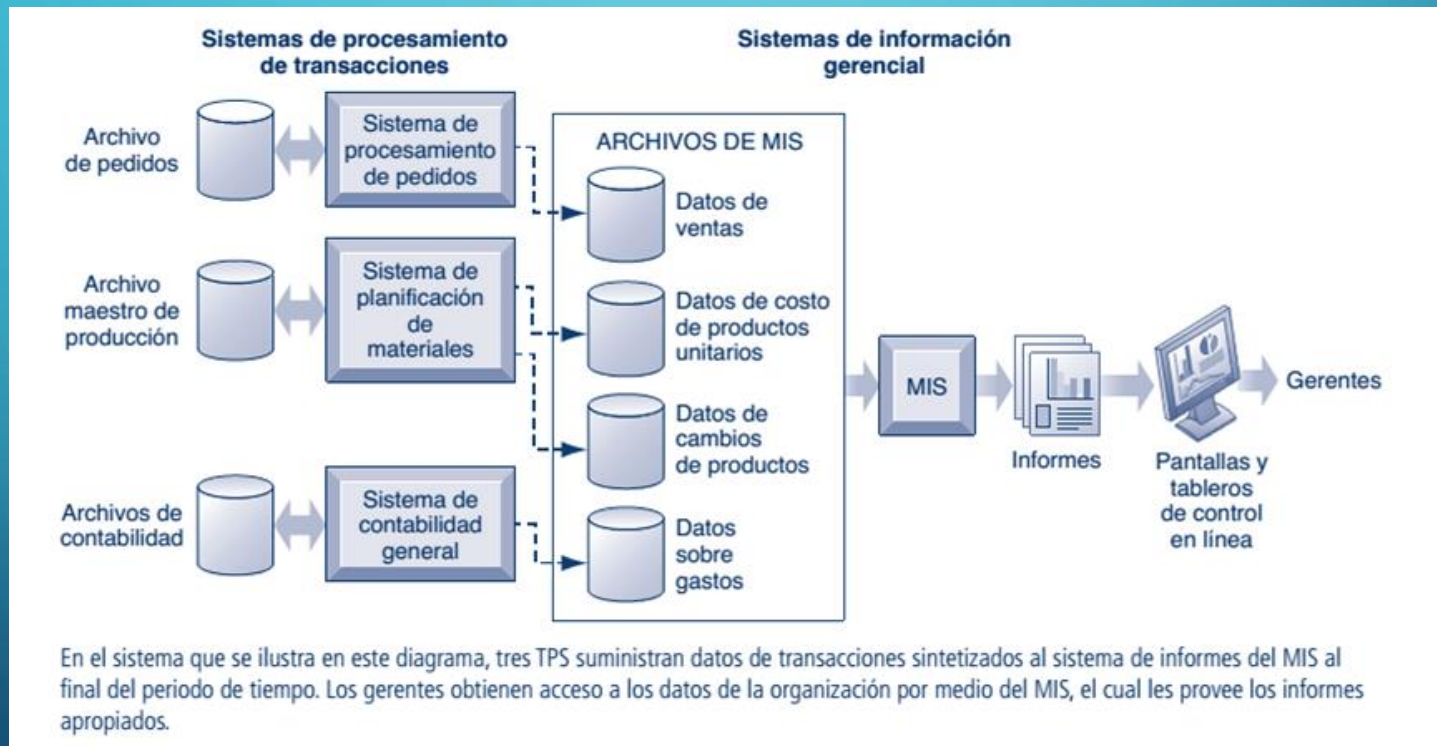 Sistemas de procesamiento
de transacciones
Sistemas de información
gerencial
Archivo
de pedidos
Sistema de
procesamiento
de pedidos
Archivo
maestro de
producción
Sistema de
planificación
de
materiales
Archivos de
contabilidad
Sistema de
contabilidad
general
ARCHIVOS DE MIS
Datos de
ventas
Datos de costo
de productos
unitarios
Datos de
cambios
de productos
Datos
sobre
gastos
MIS
Informes
Pantallas y
tableros
de control
en línea
Gerentes
En el sistema que se ilustra en este diagrama, tres TPS suministran datos de transacciones sintetizados al sistema de informes del MIS al
final del periodo de tiempo. Los gerentes obtienen acceso a los datos de la organización por medio del MIS, el cual les provee los informes
apropiados.